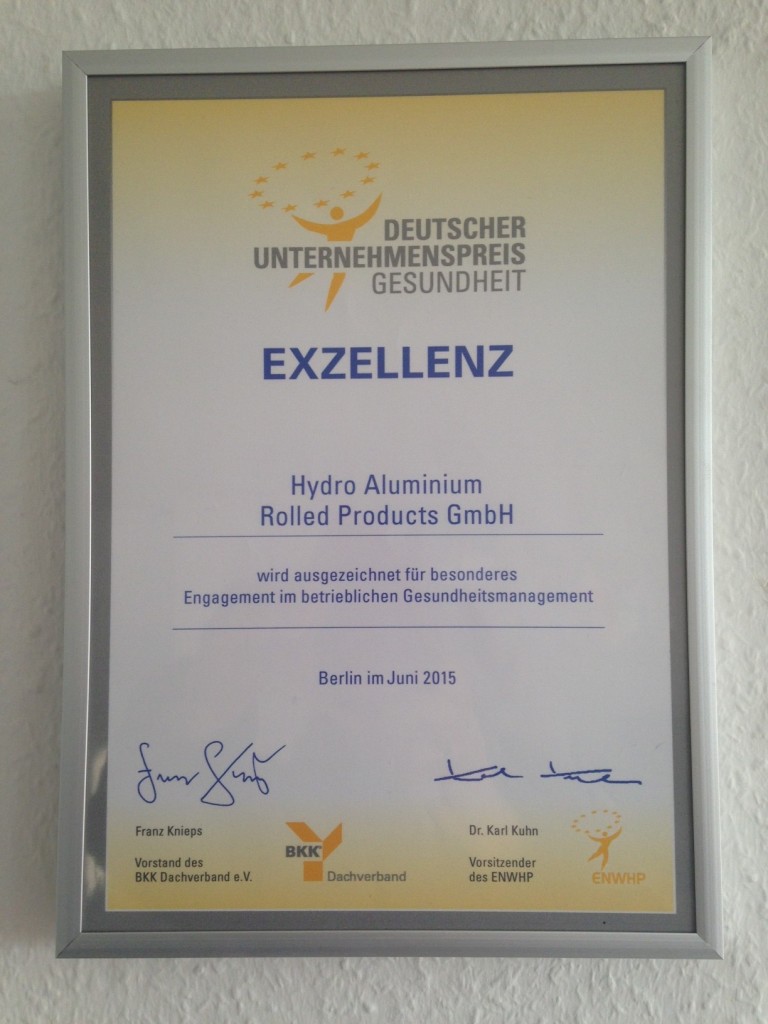 DEUTSCHER
UNTERNEHMENSPREIS
GESUNDHEIT
EXZELLENZ
Hydro Aluminium
Rolled Products GmbH
wird ausgezeichnet für besonderes
Engagement im betrieblichen Gesundheitsmanagement
Berlin im Juni 2015
Franz Knieps
Vorstand des
BKK Dachverband e.V.
BKK
Dachverband
Dr. Karl Kuhn
Vorsitzender
des ENWHP
ENWHP